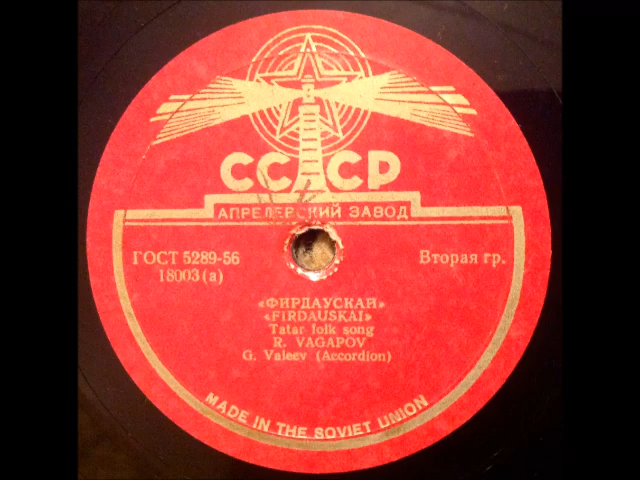 СССР
АПРЕЛЕВСКИЙ ЗАВОД
ГОСТ 5289-56
Вторая гр.
18003 (а)
«ФИРДАУСКАЙ»
«FIRDAUSKAI»
Tatar folk song
R. VAGAPOV
G. Valeev (Accordion)
MADE IN THE SOVIET UNION